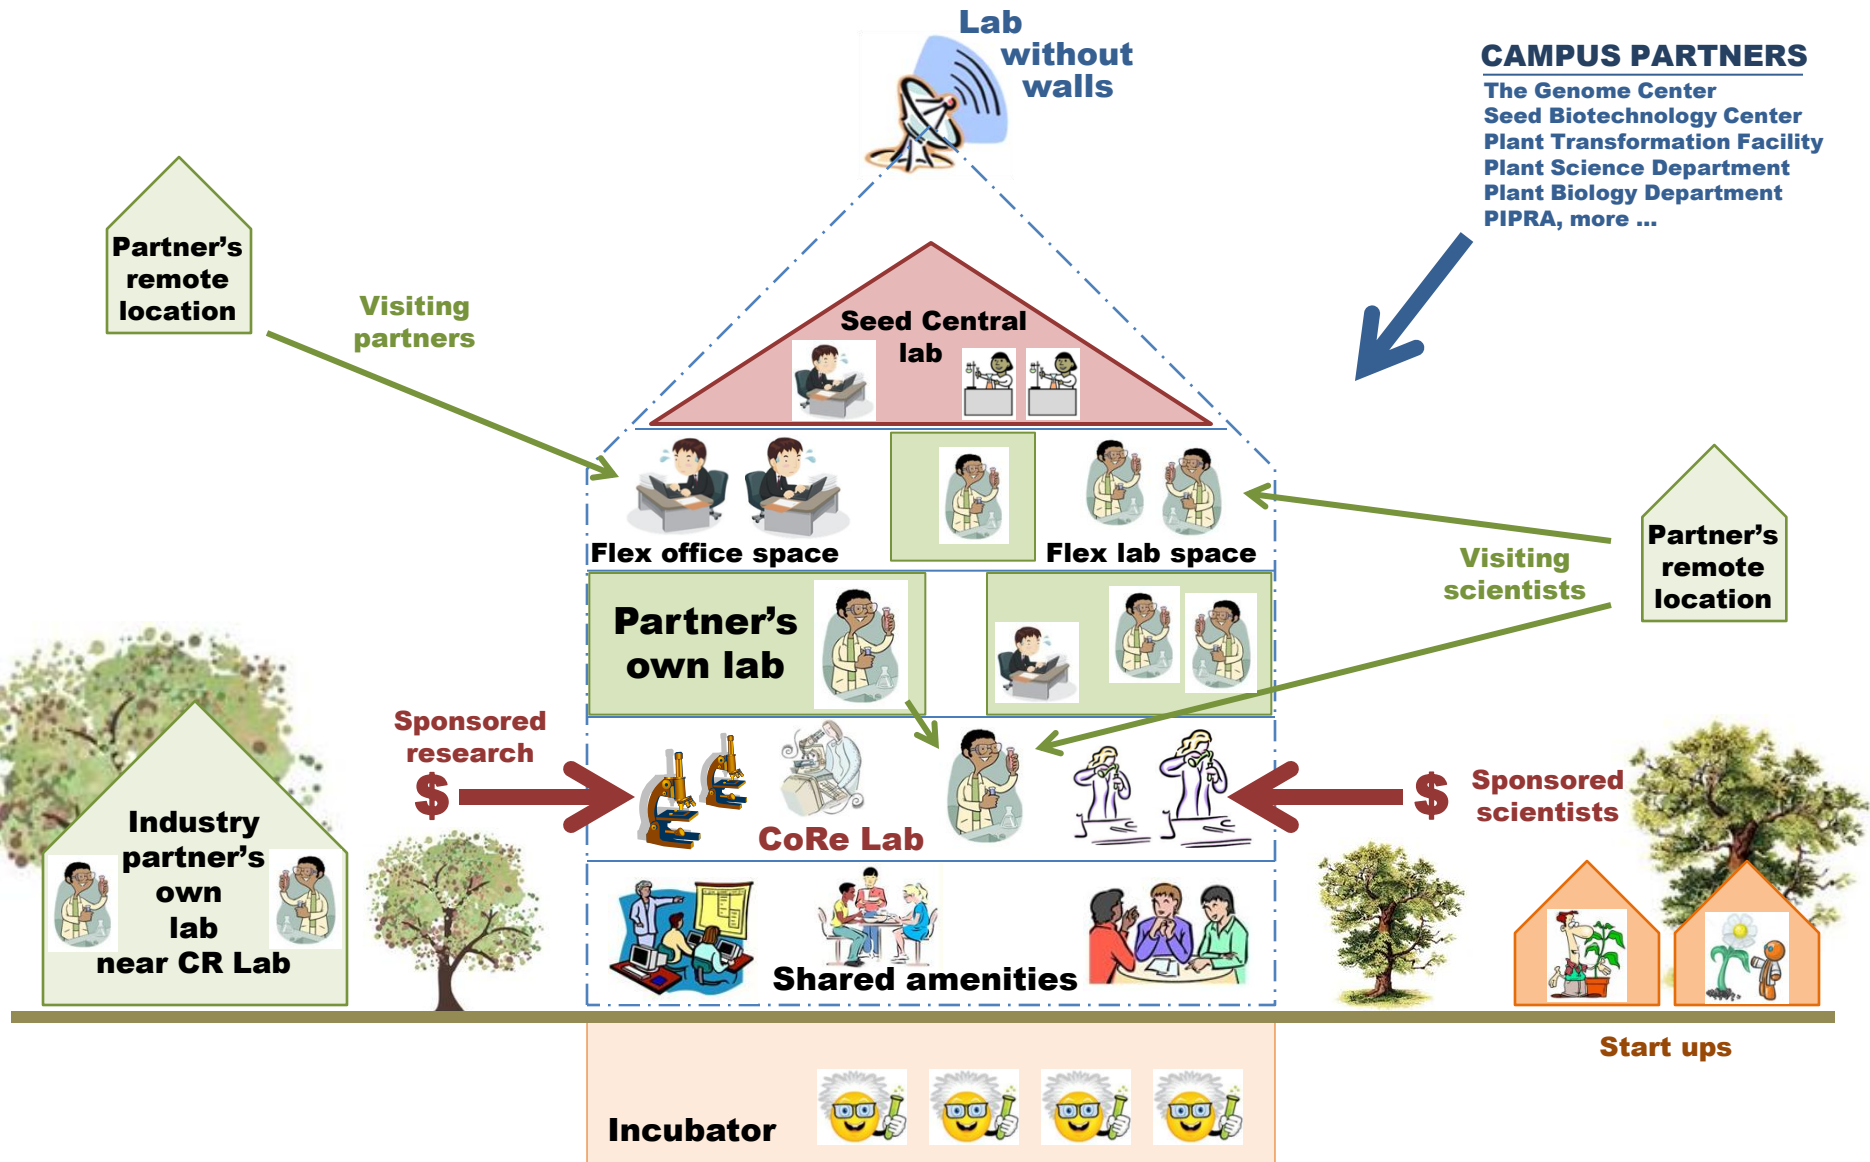 Lab
without
walls
CAMPUS PARTNERS
The Genome Center
Seed Biotechnology Center
Plant Transformation Facility
Plant Science Department
Plant Biology Department
PIPRA, more ...
Partner's
remote
location
Visiting
partners
Seed Central
lab
Flex office space
Flex lab space
Visiting
scientists
Partner's
remote
location
Partner's
own lab
Sponsored
research
$
CoRe Lab
$
Sponsored
scientists
Industry
partner's
own
lab
near CR Lab
Shared amenities
Start ups
Incubator